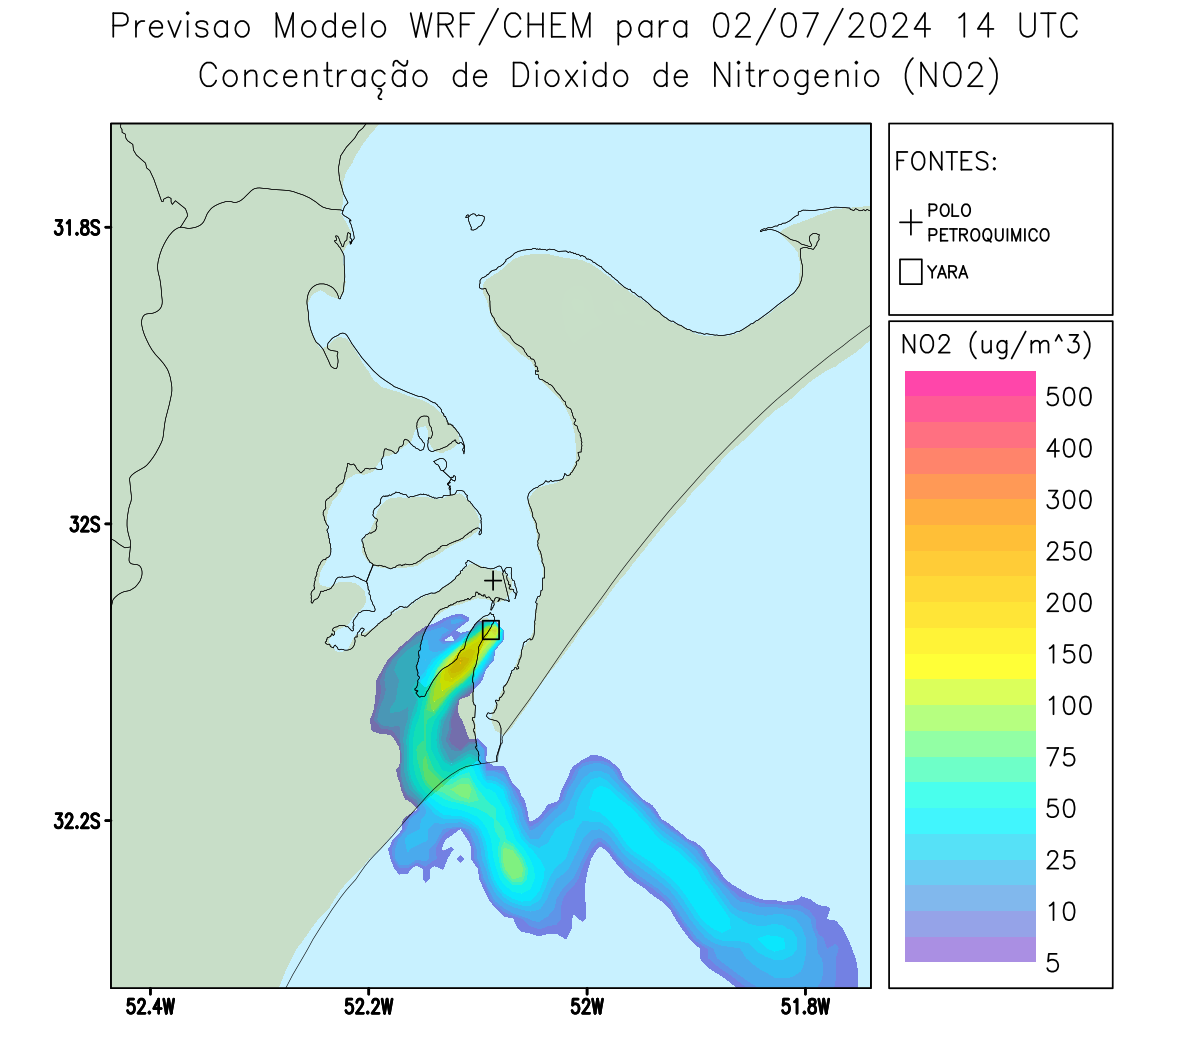 Previsao Modelo WRF/CHEM para 02/07/2024 14 UTC
Concentração de Dioxido de Nitrogenio (NO2)
FONTES:
POLO
PETROQUIMICO
YARA
NO2 (ug/m^3)
500
400
300
250
200
150
100
75
50
25
10
5
31.8S
32S
32.2S
52.4W
52.2W
52W
51.8W